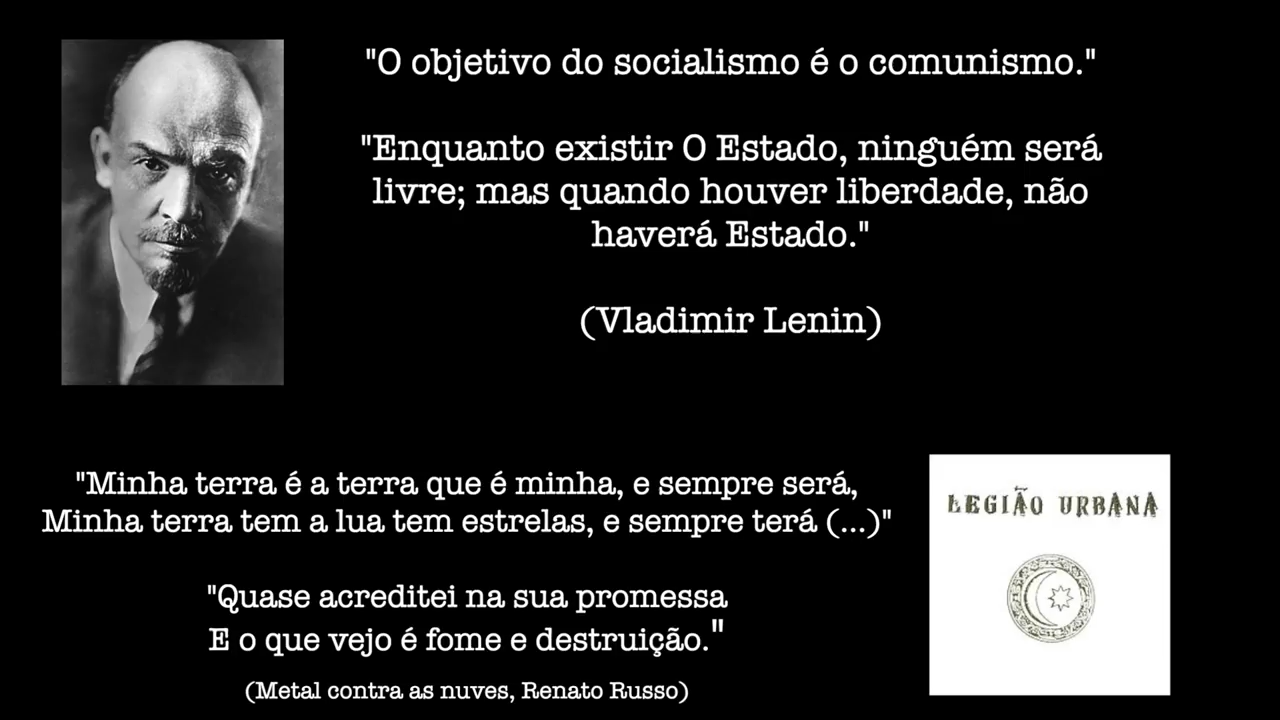 "O objetivo do socialismo é o comunismo."
"Enquanto existir O Estado, ninguém será
livre; mas quando houver liberdade, não
haverá Estado."
(Vladimir Lenin)
"Minha terra é a terra que é minha, e sempre será,
Minha terra tem a lua tem estrelas, e sempre terá (...)"
"Quase acreditei na sua promessa
E o que vejo é fome e destruição."
(Metal contra as nuves, Renato Russo)
LEGIÃO URBANA